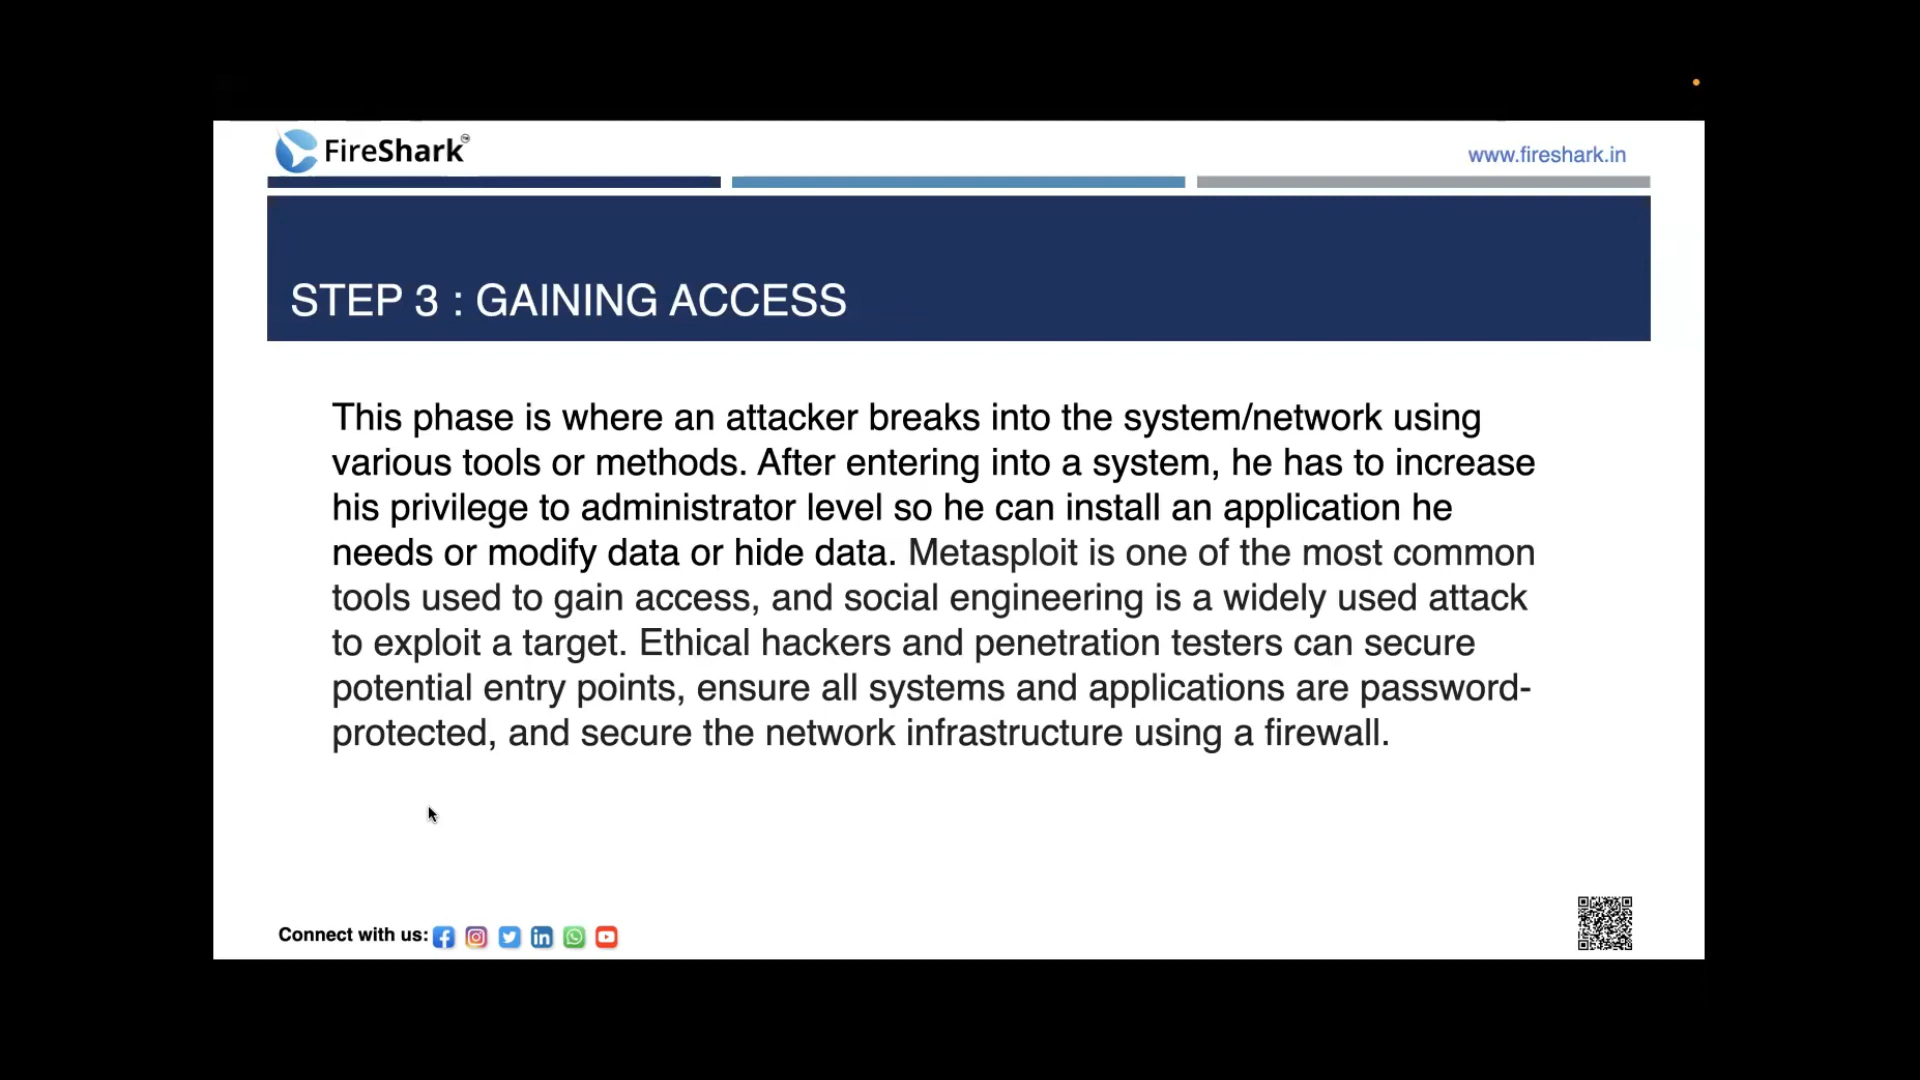 FireShark
www.fireshark.in
STEP 3 : GAINING ACCESS
This phase is where an attacker breaks into the system/network using
various tools or methods. After entering into a system, he has to increase
his privilege to administrator level so he can install an application he
needs or modify data or hide data. Metasploit is one of the most common
tools used to gain access, and social engineering is a widely used attack
to exploit a target. Ethical hackers and penetration testers can secure
potential entry points, ensure all systems and applications are password-
protected, and secure the network infrastructure using a firewall.
Connect with us: